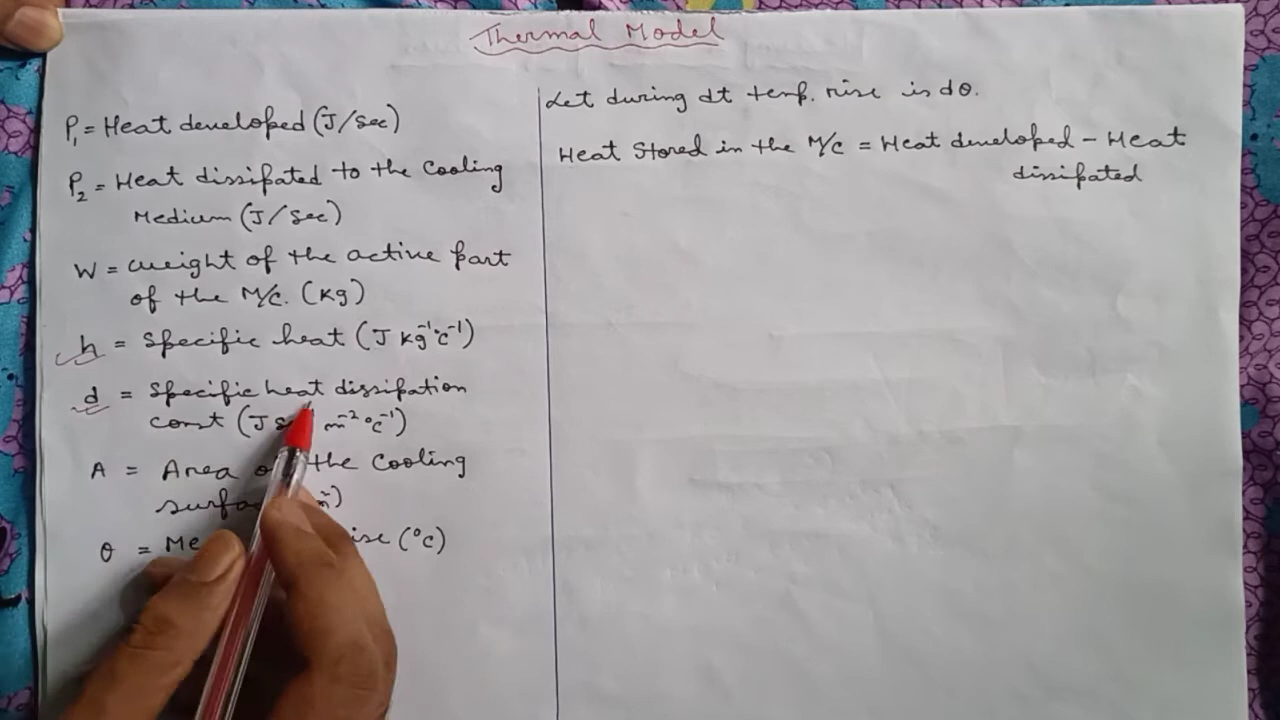 Thermal Model
P₁ = Heat developed (J/sec)
P₂ = Heat dissipated to the cooling
Medium (J/sec)
W = weight of the active part
of the M/c. (Kg)
h = Specific heat (J Kg⁻¹ °c⁻¹)
d = Specific heat dissipation
const (J m⁻² °c⁻¹)
A = Area the cooling
θ = (°c)
Let during dt temp. rise is dθ.
Heat Stored in the M/c = Heat developed - Heat
dissipated